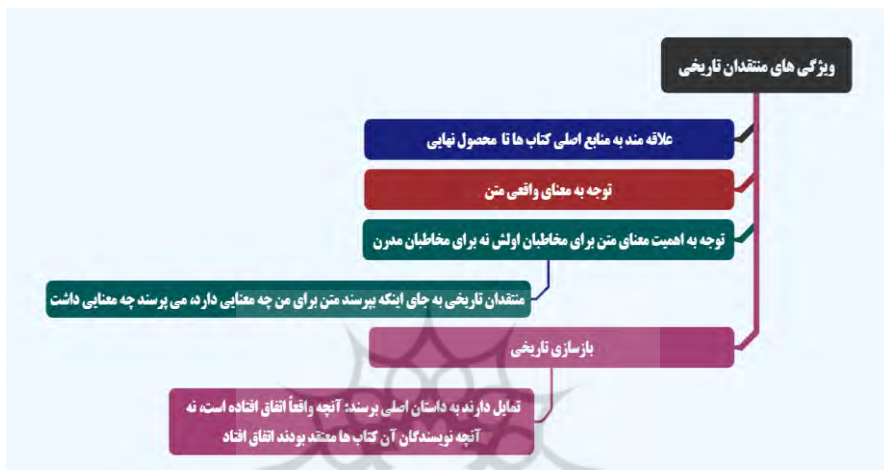 ویژگی های منتقدان تاریخی
علاقه مند به منابع اصلی کتاب ها تا محصول نهایی
توجه به معنای واقعی متن
توجه به اهمیت معنای متن برای مخاطبان اولش نه برای مخاطبان مدرن
منتقدان تاریخی به جای اینکه بپرسند متن برای من چه معنایی دارد، می پرسند چه معنایی داشت
بازسازی تاریخی
تمایل دارند به داستان اصلی برسند: آنچه واقعاً اتفاق افتاده است، نه
آنچه نویسندگان آن کتاب ها معتقد بودند اتفاق افتاد